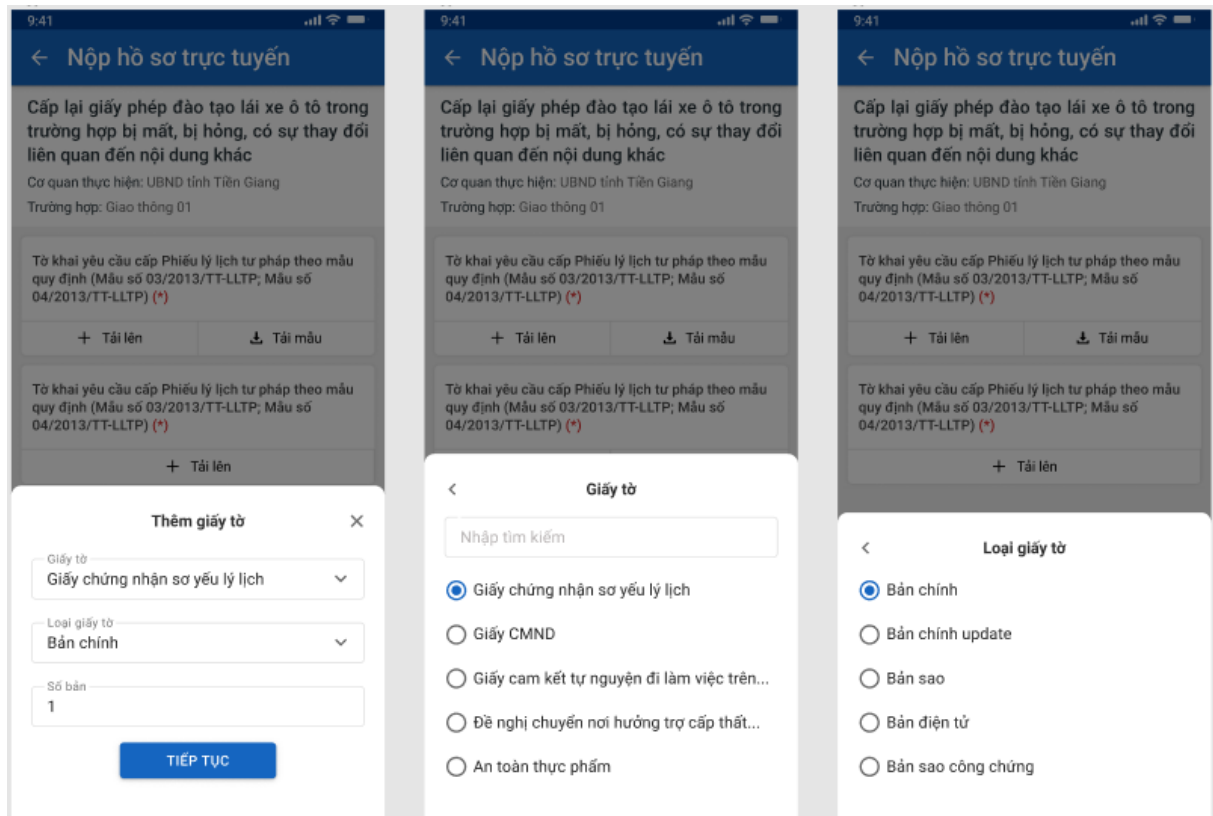 9:41
Nộp hồ sơ trực tuyến
Cấp lại giấy phép đào tạo lái xe ô tô trong
trường hợp bị mất, bị hỏng, có sự thay đổi
liên quan đến nội dung khác
Cơ quan thực hiện: UBND tỉnh Tiền Giang
Trường hợp: Giao thông 01
Tờ khai yêu cầu cấp Phiếu lý lịch tư pháp theo mẫu
quy định (Mẫu số 03/2013/TT-LLTP; Mẫu số
04/2013/TT-LLTP) (*)
+ Tải lên
Tải mẫu
Tờ khai yêu cầu cấp Phiếu lý lịch tư pháp theo mẫu
quy định (Mẫu số 03/2013/TT-LLTP; Mẫu số
04/2013/TT-LLTP) (*)
+ Tải lên
Thêm giấy tờ
Giấy tờ
Giấy chứng nhận sơ yếu lý lịch
Loại giấy tờ
Bản chính
Số bản
1
TIẾP TỤC
9:41
Nộp hồ sơ trực tuyến
Cấp lại giấy phép đào tạo lái xe ô tô trong
trường hợp bị mất, bị hỏng, có sự thay đổi
liên quan đến nội dung khác
Cơ quan thực hiện: UBND tỉnh Tiền Giang
Trường hợp: Giao thông 01
Tờ khai yêu cầu cấp Phiếu lý lịch tư pháp theo mẫu
quy định (Mẫu số 03/2013/TT-LLTP; Mẫu số
04/2013/TT-LLTP) (*)
+ Tải lên
Tải mẫu
Tờ khai yêu cầu cấp Phiếu lý lịch tư pháp theo mẫu
quy định (Mẫu số 03/2013/TT-LLTP; Mẫu số
04/2013/TT-LLTP) (*)
Giấy tờ
Nhập tìm kiếm
Giấy chứng nhận sơ yếu lý lịch
Giấy CMND
Giấy cam kết tự nguyện đi làm việc trên...
Đề nghị chuyển nơi hưởng trợ cấp thất...
An toàn thực phẩm
9:41
Nộp hồ sơ trực tuyến
Cấp lại giấy phép đào tạo lái xe ô tô trong
trường hợp bị mất, bị hỏng, có sự thay đổi
liên quan đến nội dung khác
Cơ quan thực hiện: UBND tỉnh Tiền Giang
Trường hợp: Giao thông 01
Tờ khai yêu cầu cấp Phiếu lý lịch tư pháp theo mẫu
quy định (Mẫu số 03/2013/TT-LLTP; Mẫu số
04/2013/TT-LLTP) (*)
+ Tải lên
Tải mẫu
Tờ khai yêu cầu cấp Phiếu lý lịch tư pháp theo mẫu
quy định (Mẫu số 03/2013/TT-LLTP; Mẫu số
04/2013/TT-LLTP) (*)
+ Tải lên
Loại giấy tờ
Bản chính
Bản chính update
Bản sao
Bản điện tử
Bản sao công chứng